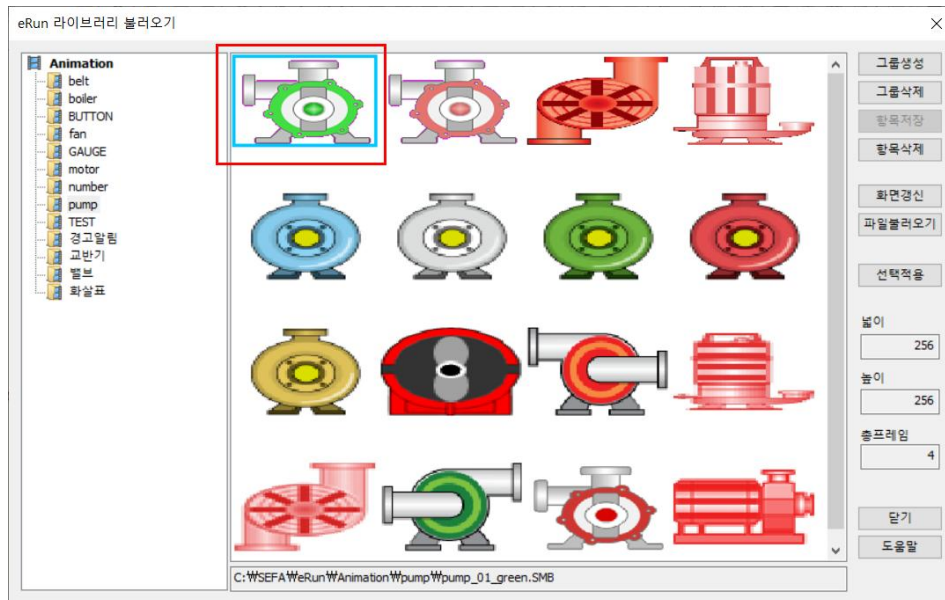 eRun 라이브러리 불러오기
Animation
belt
boiler
BUTTON
fan
GAUGE
motor
number
pump
TEST
경고알림
교반기
밸브
화살표
그룹생성
그룹삭제
항목저장
항목삭제
화면갱신
파일불러오기
선택적용
넓이
256
높이
256
총프레임
4
닫기
도움말
C:₩SEFA₩eRun₩Animation₩pump₩pump_01_green.SMB